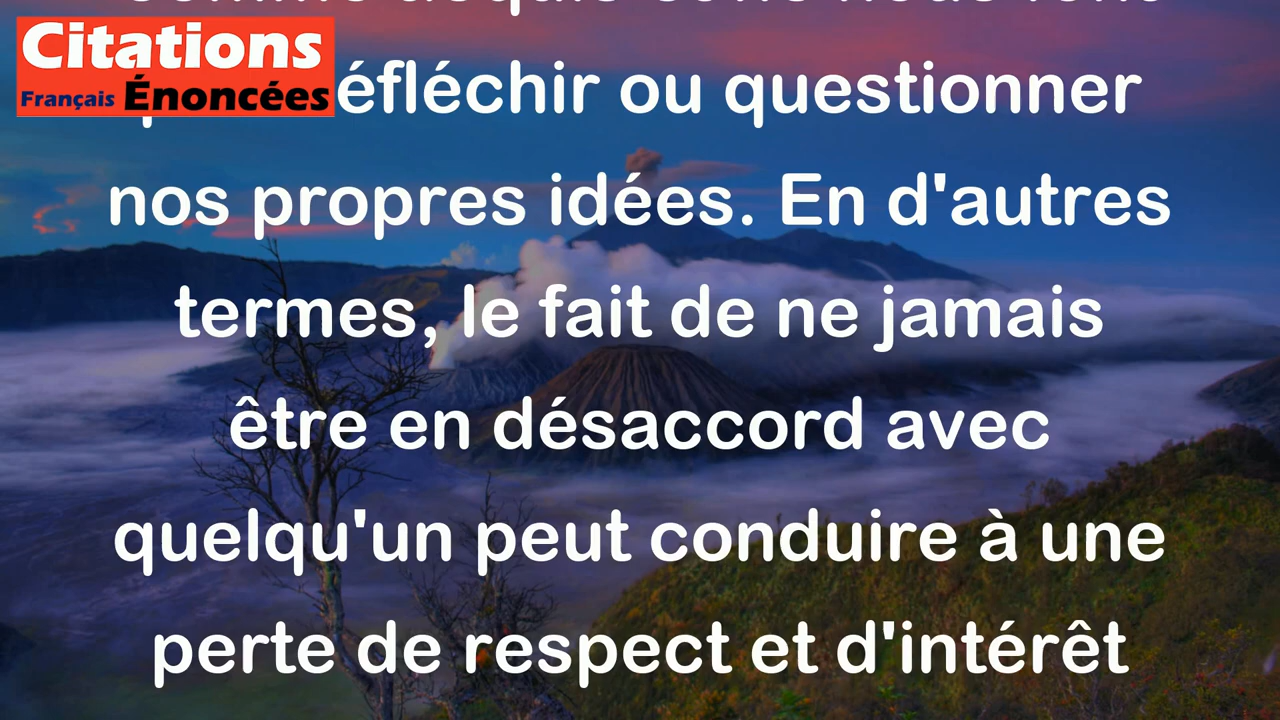 Citations
Français Énoncées
éfléchir ou questionner
nos propres idées. En d'autres
termes, le fait de ne jamais
être en désaccord avec
quelqu'un peut conduire à une
perte de respect et d'intérêt